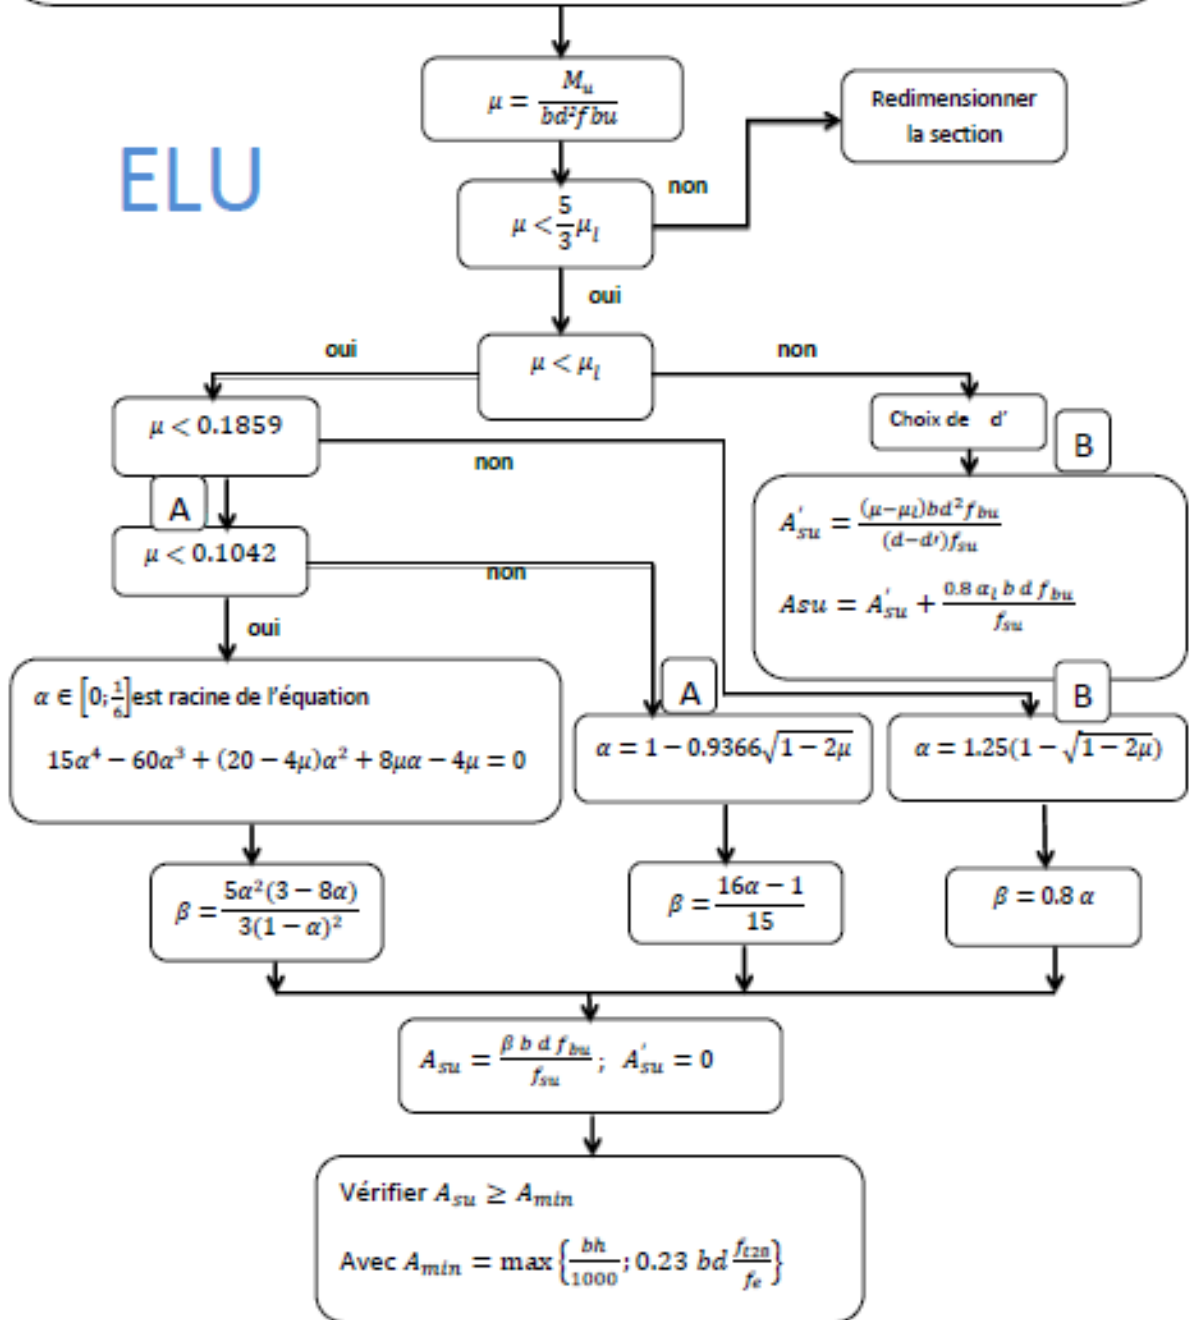 μ = M_u / bd²fbu
Redimensionner
la section
ELU
non
μ < 5/3 μ_l
oui
oui
μ < μ_l
non
μ < 0.1859
Choix de d'
B
non
A
A'_su = (μ−μ_l)bd²f_bu / (d−d')f_su
μ < 0.1042
non
Asu = A'_su + 0.8 α_l b d f_bu / f_su
oui
α ∈ [0; 1/6] est racine de l'équation
15α⁴ − 60α³ + (20 − 4μ)α² + 8μα − 4μ = 0
A
B
α = 1 − 0.9366√(1 − 2μ)
α = 1.25(1 − √(1 − 2μ))
β = 5α²(3 − 8α) / 3(1 − α)²
β = 16α − 1 / 15
β = 0.8 α
A_su = β b d f_bu / f_su ; A'_su = 0
Vérifier A_su ≥ A_min
Avec A_min = max{bh/1000 ; 0.23 bd f_t28/f_e}